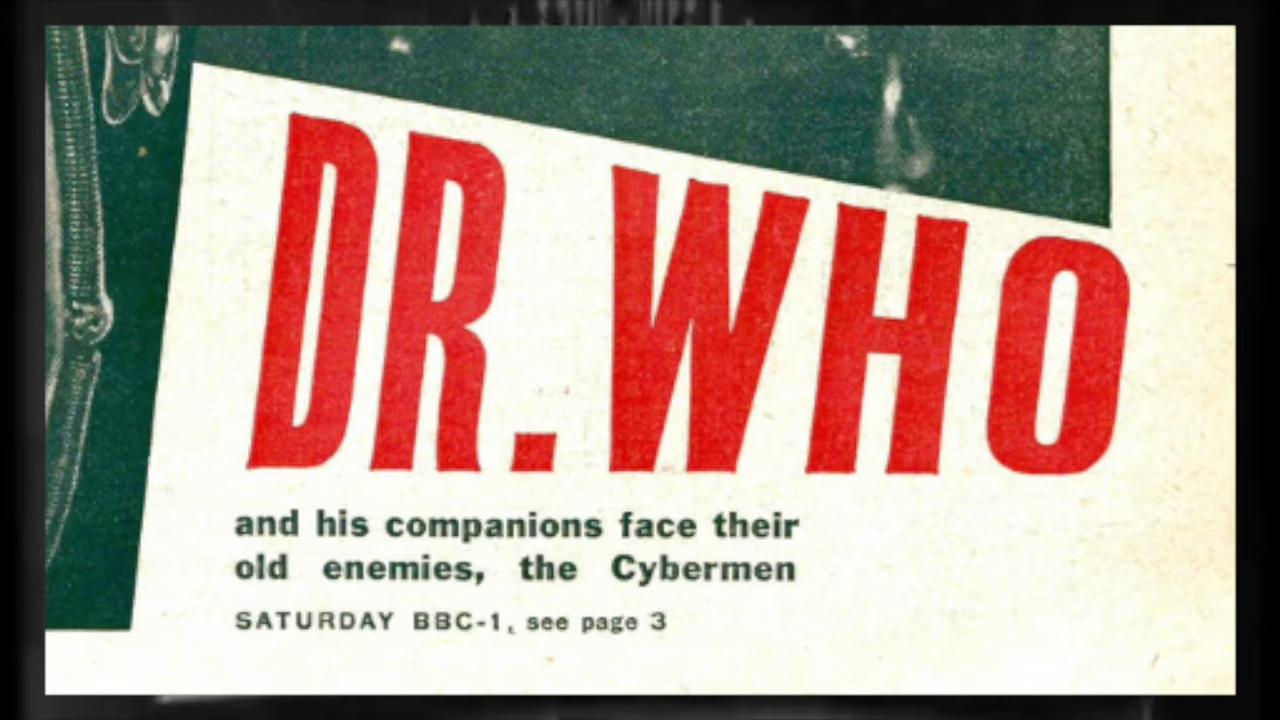 DR. WHO
and his companions face their
old enemies, the Cybermen
SATURDAY BBC-1, see page 3